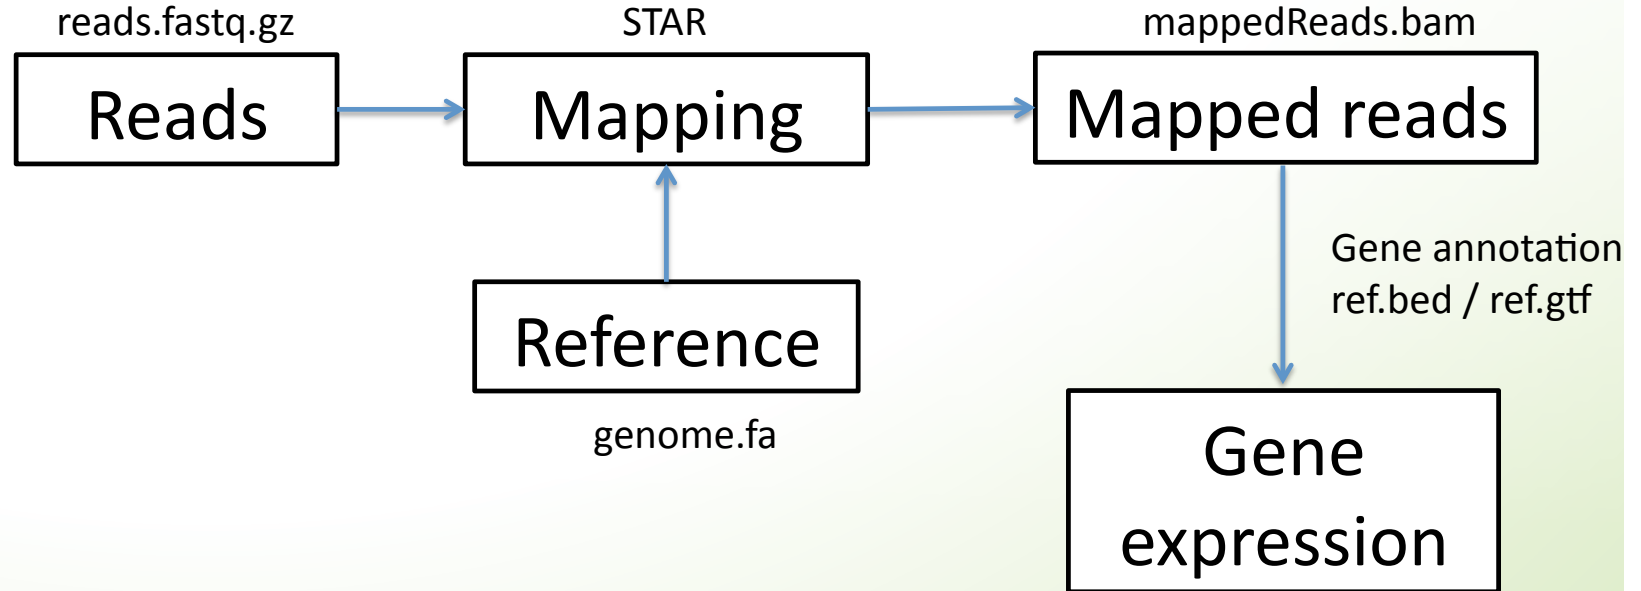 reads.fastq.gz
STAR
mappedReads.bam
Reads
Mapping
Mapped reads
Gene annotation
ref.bed / ref.gtf
Reference
genome.fa
Gene
expression